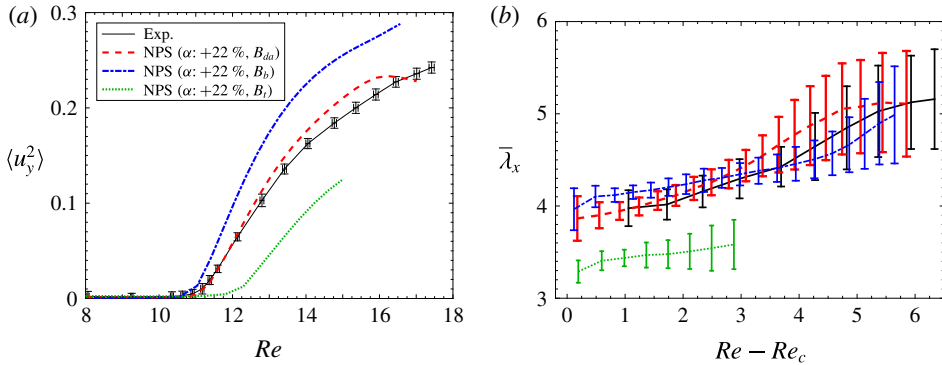 (a)
0.3
0.2
0.1
0
⟨u_y^2⟩
8
10
12
14
16
18
Re
Exp.
NPS (α: +22 %, B_da)
NPS (α: +22 %, B_b)
NPS (α: +22 %, B_t)
(b)
6
5
4
3
λ̅_x
0
1
2
3
4
5
6
Re − Re_c